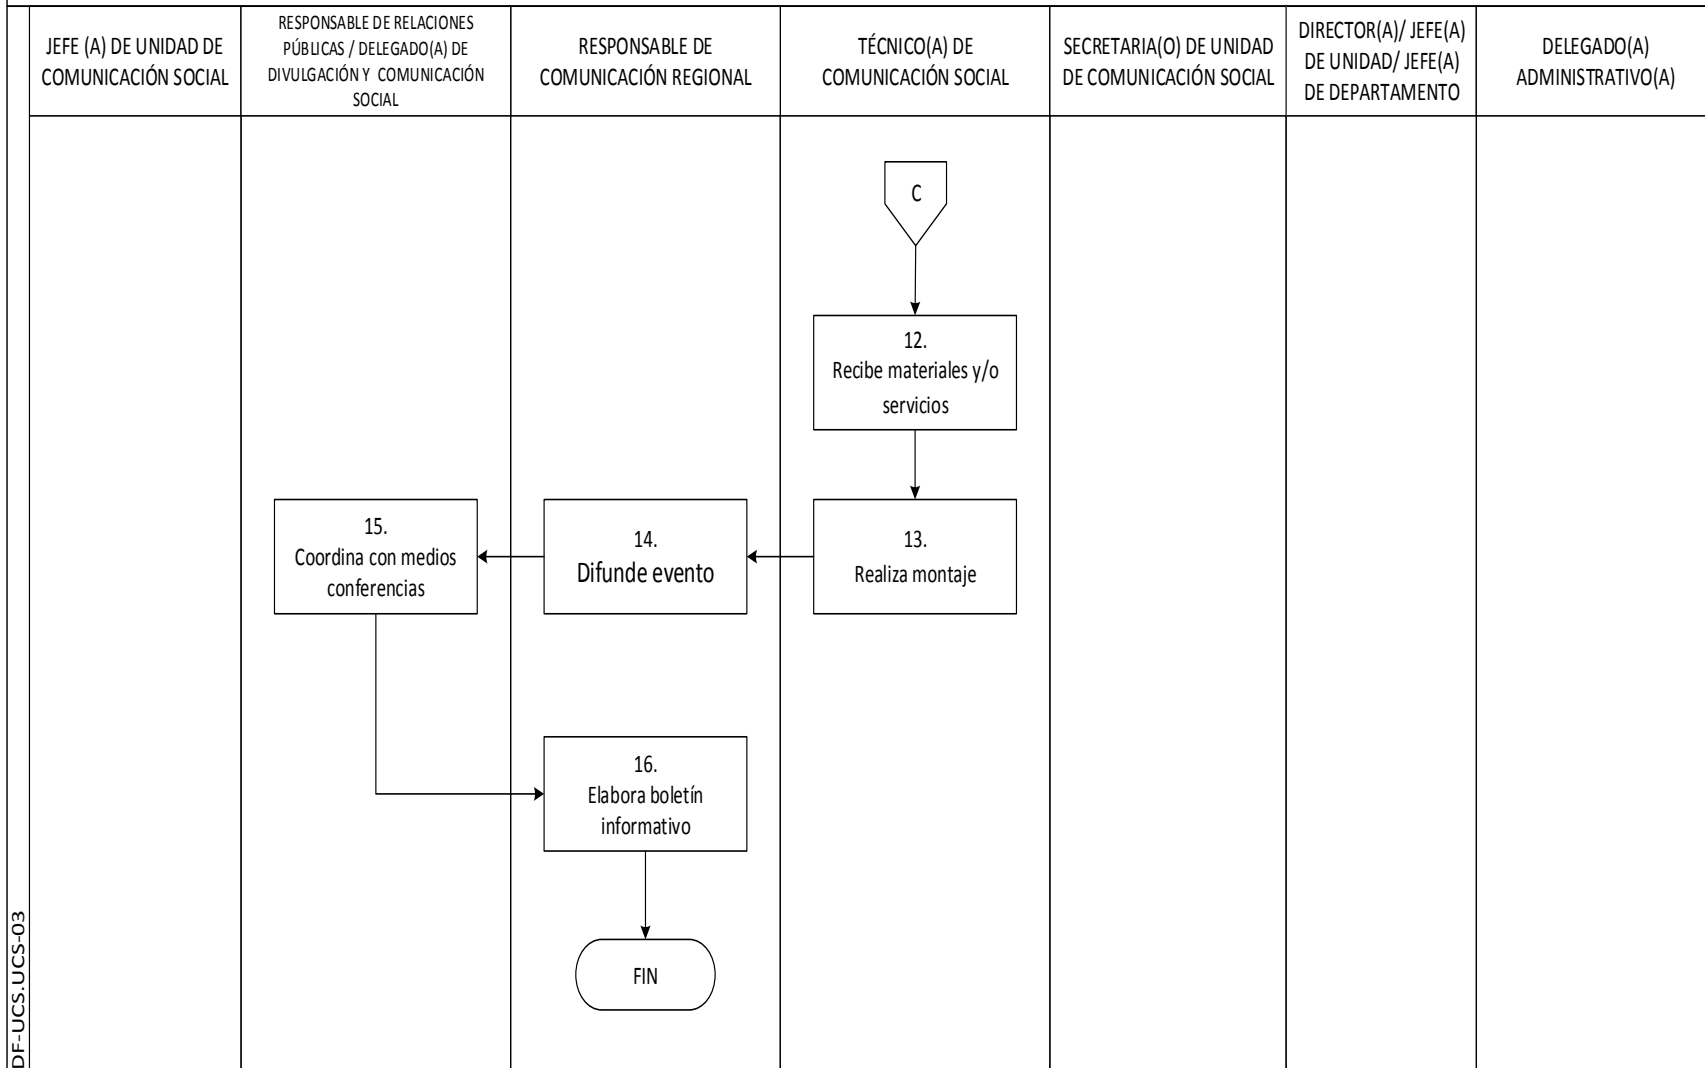 JEFE (A) DE UNIDAD DE
COMUNICACIÓN SOCIAL
RESPONSABLE DE RELACIONES
PÚBLICAS / DELEGADO(A) DE
DIVULGACIÓN Y COMUNICACIÓN
SOCIAL
RESPONSABLE DE
COMUNICACIÓN REGIONAL
TÉCNICO(A) DE
COMUNICACIÓN SOCIAL
SECRETARIA(O) DE UNIDAD
DE COMUNICACIÓN SOCIAL
DIRECTOR(A)/ JEFE(A)
DE UNIDAD/ JEFE(A)
DE DEPARTAMENTO
DELEGADO(A)
ADMINISTRATIVO(A)
C
12.
Recibe materiales y/o
servicios
13.
Realiza montaje
14.
Difunde evento
15.
Coordina con medios
conferencias
16.
Elabora boletín
informativo
FIN
DF-UCS.UCS-03